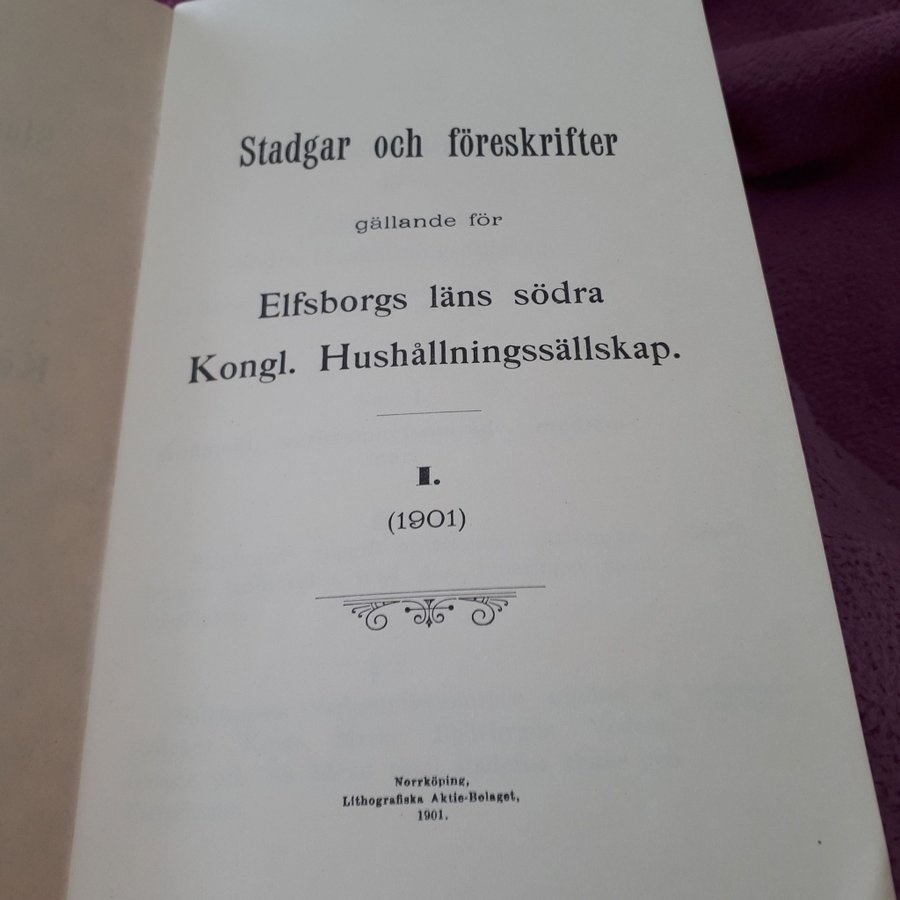 Stadgar och föreskrifter
gällande för
Elfsborgs läns södra
Kongl. Hushållningssällskap.
I.
(1901)
Norrköping,
Lithografiska Aktie-Bolaget,
1901.